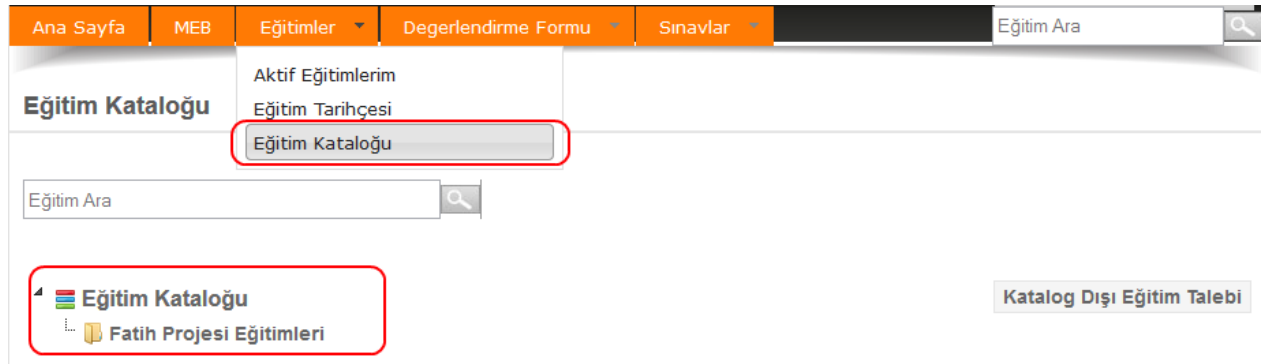 Ana Sayfa MEB Eğitimler Degerlendirme Formu Sınavlar Eğitim Ara
Aktif Eğitimlerim
Eğitim Kataloğu Eğitim Tarihçesi
Eğitim Kataloğu
Eğitim Ara
Eğitim Kataloğu Katalog Dışı Eğitim Talebi
Fatih Projesi Eğitimleri